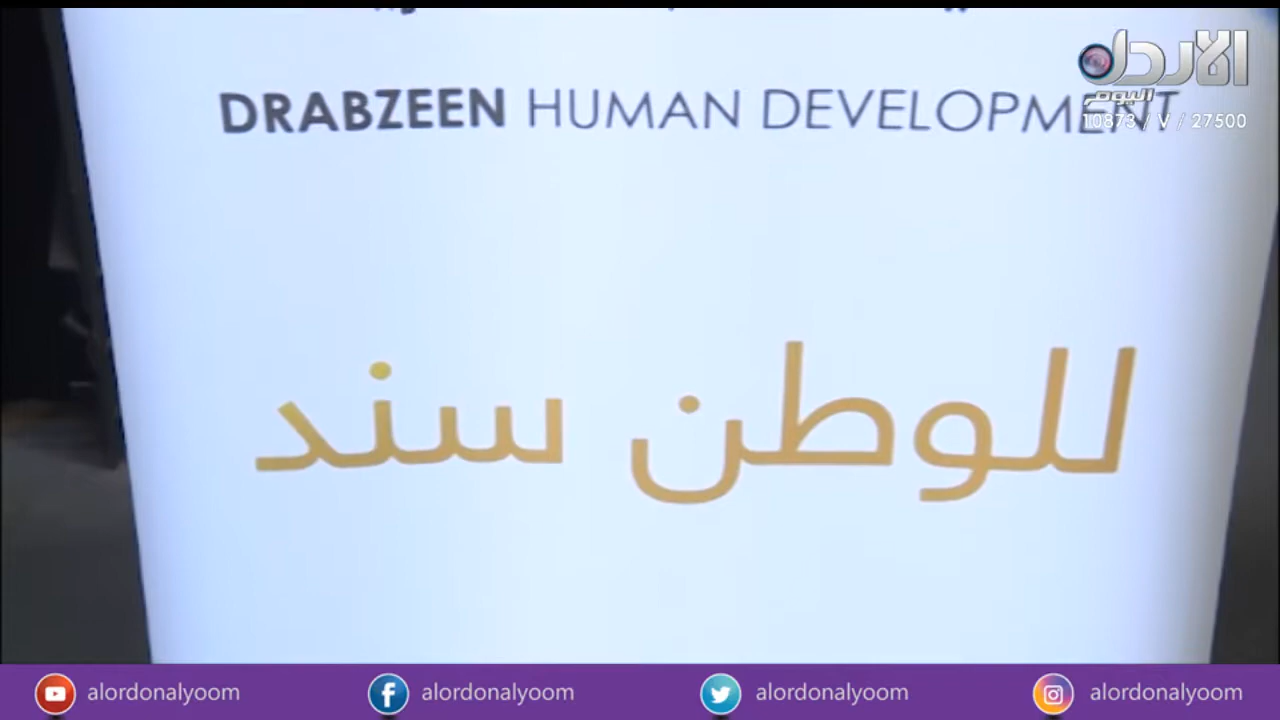 الاردن
اليوم
10873 / V / 27500
DRABZEEN HUMAN DEVELOPMENT
للوطن سند
alordonalyoom
alordonalyoom
alordonalyoom
alordonalyoom